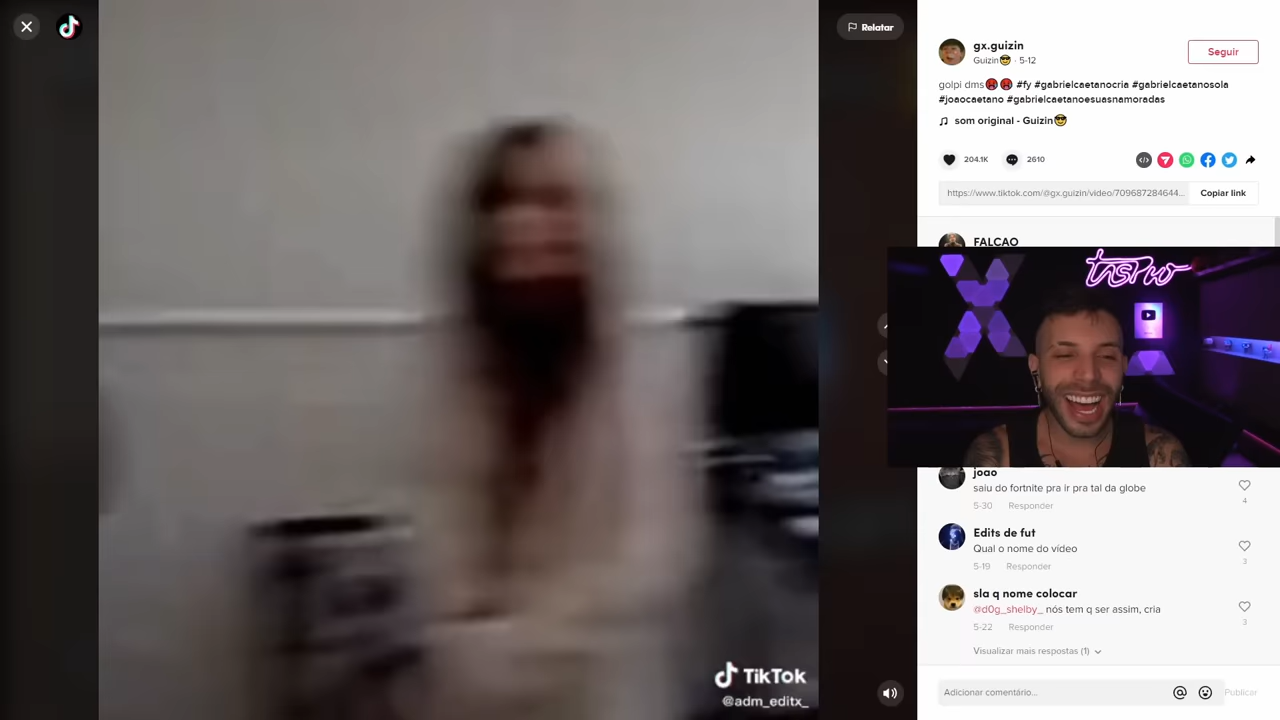 Relatar
TikTok
@adm_editx_
gx.guizin
Guizin😎 · 5-12
Seguir
golpi dms👹👹 #fy #gabrielcaetanocria #gabrielcaetanosola
#joaocaetano #gabrielcaetanoesuasnamoradas
som original - Guizin😎
204.1K
2610
https://www.tiktok.com/@gx.guizin/video/709687284644...
Copiar link
FALCAO
joao
saiu do fortnite pra ir pra tal da globe
5-30 Responder
4
Edits de fut
Qual o nome do vídeo
5-19 Responder
3
sla q nome colocar
@d0g_shelby_ nós tem q ser assim, cria
5-22 Responder
3
Visualizar mais respostas (1)
Adicionar comentário...
Publicar